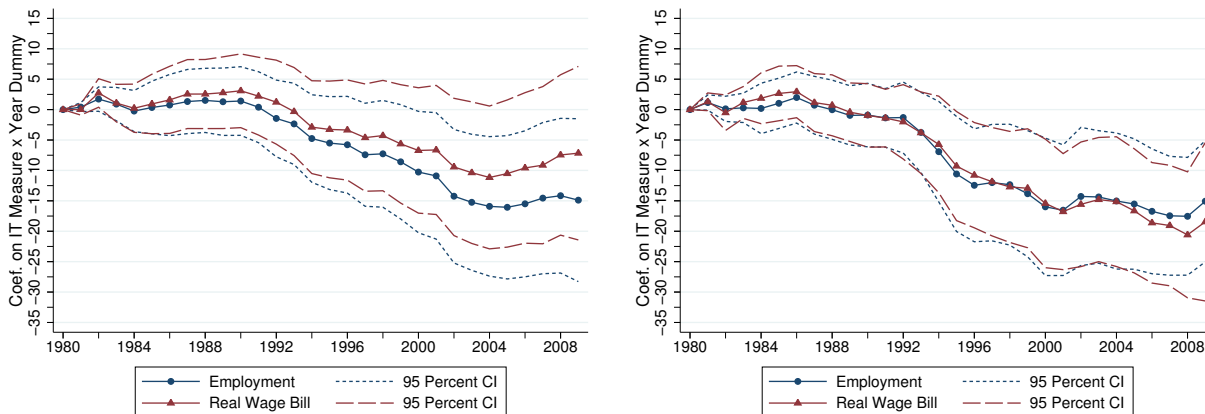 Coef. on IT Measure x Year Dummy
15
10
5
0
−5
−10
−15
−20
−25
−30
−35
1980 1984 1988 1992 1996 2000 2004 2008
Employment 95 Percent CI
Real Wage Bill 95 Percent CI
Coef. on IT Measure x Year Dummy
15
10
5
0
−5
−10
−15
−20
−25
−30
−35
1980 1984 1988 1992 1996 2000 2004 2008
Employment 95 Percent CI
Real Wage Bill 95 Percent CI